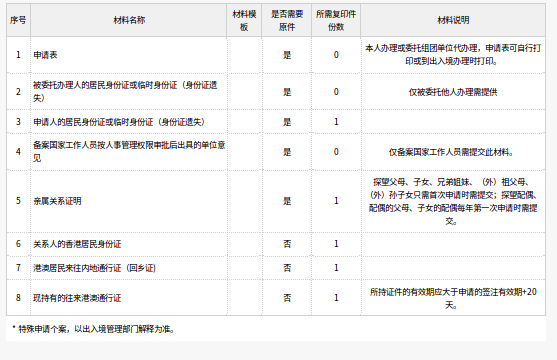 序号 材料名称 材料模板 是否需要原件 所需复印件份数 材料说明
1 申请表 是 0 本人办理或委托组团单位代办理，申请表可自行打印或到出入境办理时打印。
2 被委托办理人的居民身份证或临时身份证（身份证遗失） 是 0 仅被委托他人办理需提供
3 申请人的居民身份证或临时身份证（身份证遗失） 是 1
4 备案国家工作人员按人事管理权限审批后出具的单位意见 是 0 仅备案国家工作人员需提交此材料。
5 亲属关系证明 是 1 探望父母、子女、兄弟姐妹、（外）祖父母、（外）孙子女只需首次申请时需提交；探望配偶、配偶的父母、子女的配偶每年第一次申请时需提交。
6 关系人的香港居民身份证 否 1
7 港澳居民来往内地通行证（回乡证） 否 1
8 现持有的往来港澳通行证 否 1 所持证件的有效期应大于申请的签注有效期+20天。
* 特殊申请个案，以出入境管理部门解释为准。